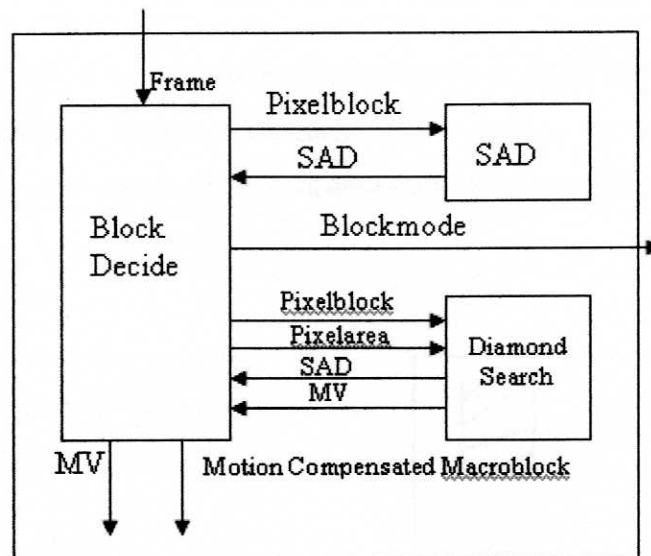 Frame
Pixelblock
SAD
SAD
Block
Decide
Blockmode
Pixelblock
Pixelarea
SAD
MV
Diamond
Search
MV
Motion Compensated Macroblock